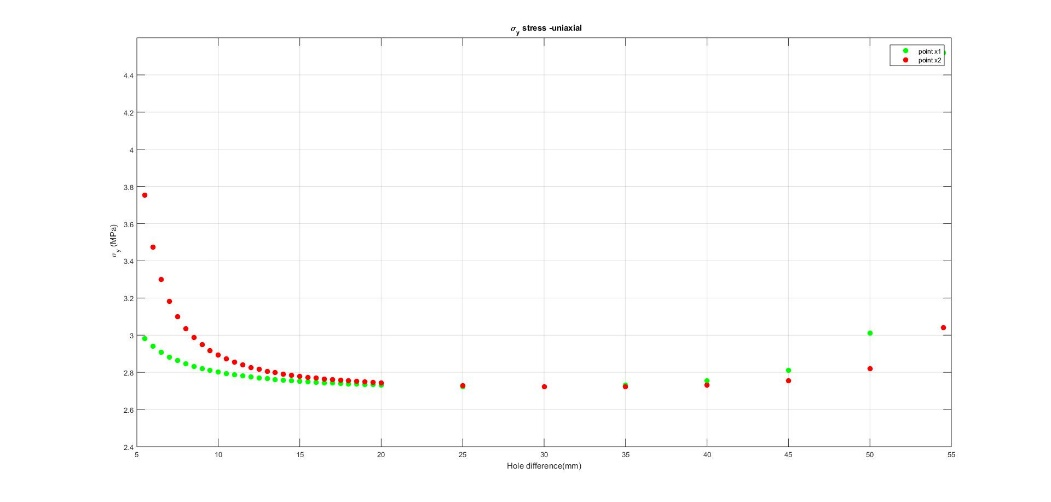 σy stress -uniaxial
point x1
point x2
4.4
4.2
4
3.8
3.6
3.4
3.2
3
2.8
2.6
2.4
σy (MPa)
5 10 15 20 25 30 35 40 45 50 55
Hole difference(mm)